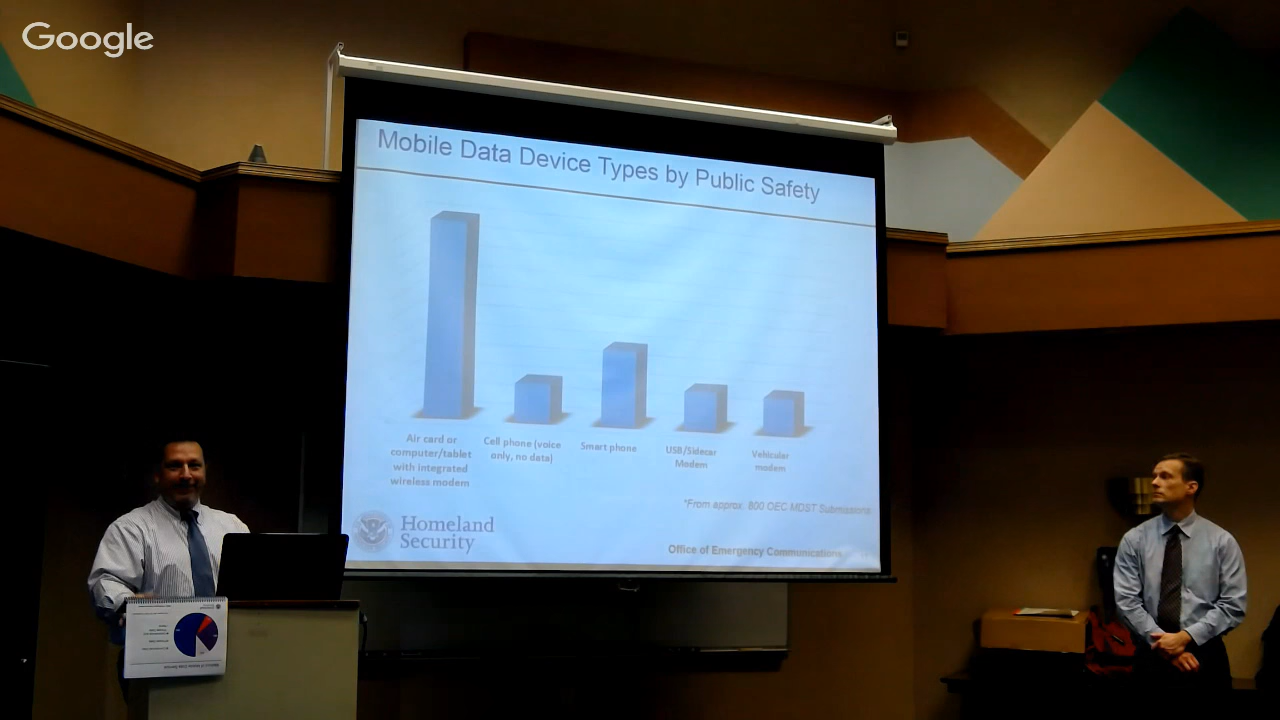 Google
Mobile Data Device Types by Public Safety
Air card or
computer/tablet
with integrated
wireless modem
Cell phone (voice
only, no data)
Smart phone
USB/Sidecar
Modem
Vehicular
modem
*From approx. 800 OEC MDST Submissions
Homeland
Security
Office of Emergency Communications